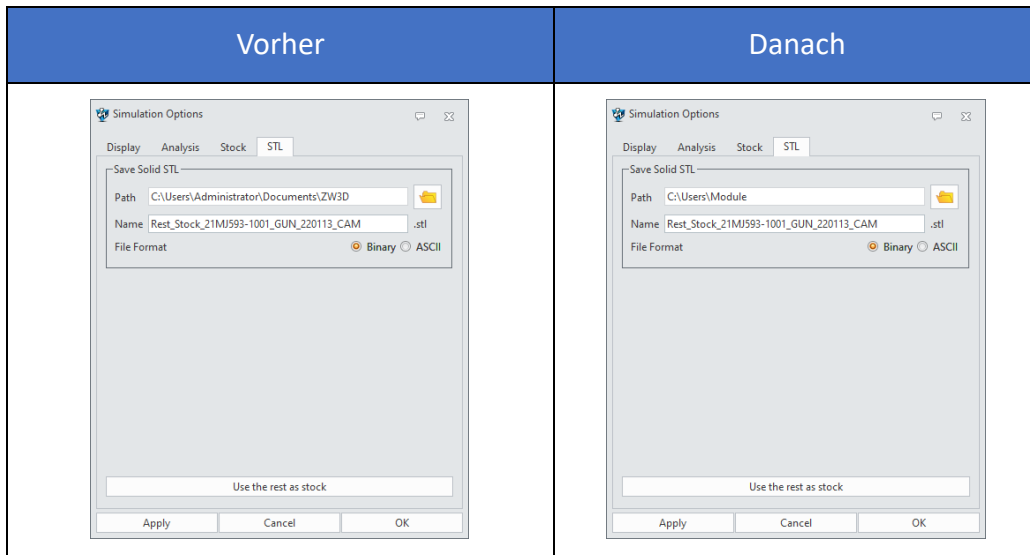 Vorher
Danach
Simulation Options
Display Analysis Stock STL
Save Solid STL
Path C:\Users\Administrator\Documents\ZW3D
Name Rest_Stock_21MJ593-1001_GUN_220113_CAM .stl
File Format Binary ASCII
Use the rest as stock
Apply Cancel OK
Simulation Options
Display Analysis Stock STL
Save Solid STL
Path C:\Users\Module
Name Rest_Stock_21MJ593-1001_GUN_220113_CAM .stl
File Format Binary ASCII
Use the rest as stock
Apply Cancel OK